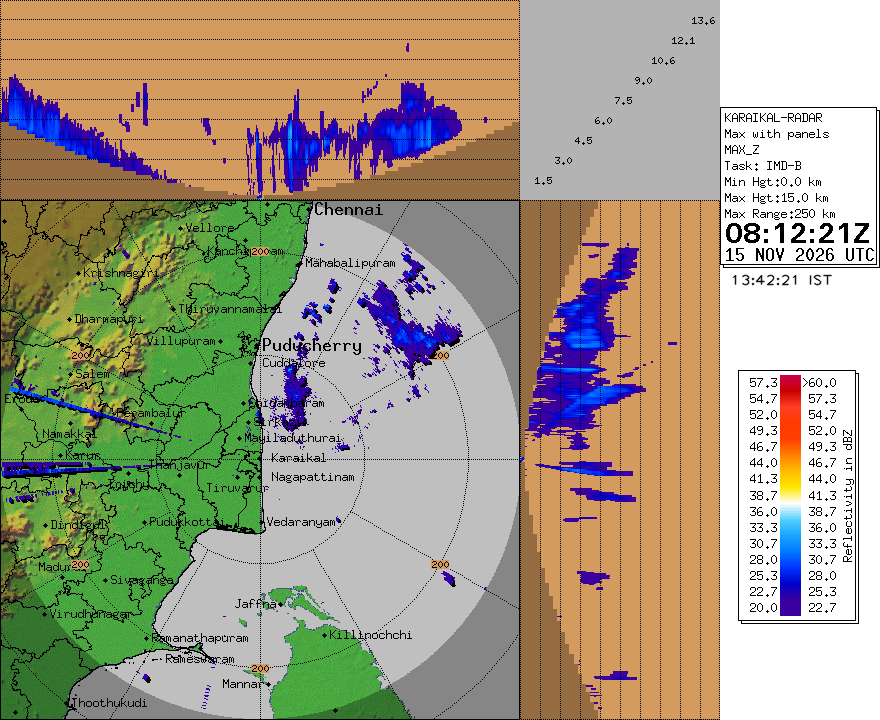 13.6
12.1
10.6
9.0
7.5
6.0
4.5
3.0
1.5
KARAIKAL-RADAR
Max with panels
MAX_Z
Task: IMD-B
Min Hgt:0.0 km
Max Hgt:15.0 km
Max Range:250 km
08:12:21Z
15 NOV 2026 UTC
13:42:21 IST
Chennai
Vellore
200
Mahabalipuram
Krishnagiri
Thiruvannamalai
Dharmapuri
Villupuram
Puducherry
200
200
Cuddalore
Salem
Perambalur
Namakkal
Mayiladuthurai
Karur
Thanjavur
Karaikal
Nagapattinam
Tiruvarur
Dindigul
Pudukkottai
Vedaranyam
200
200
Sivaganga
Jaffna
Virudhunagar
Ramanathapuram
Killinochchi
Rameswaram
200
Mannar
Thoothukudi
57.3 >60.0
54.7 57.3
52.0 54.7
49.3 52.0
46.7 49.3
44.0 46.7
41.3 44.0
38.7 41.3
36.0 38.7
33.3 36.0
30.7 33.3
28.0 30.7
25.3 28.0
22.7 25.3
20.0 22.7
Reflectivity in dBZ